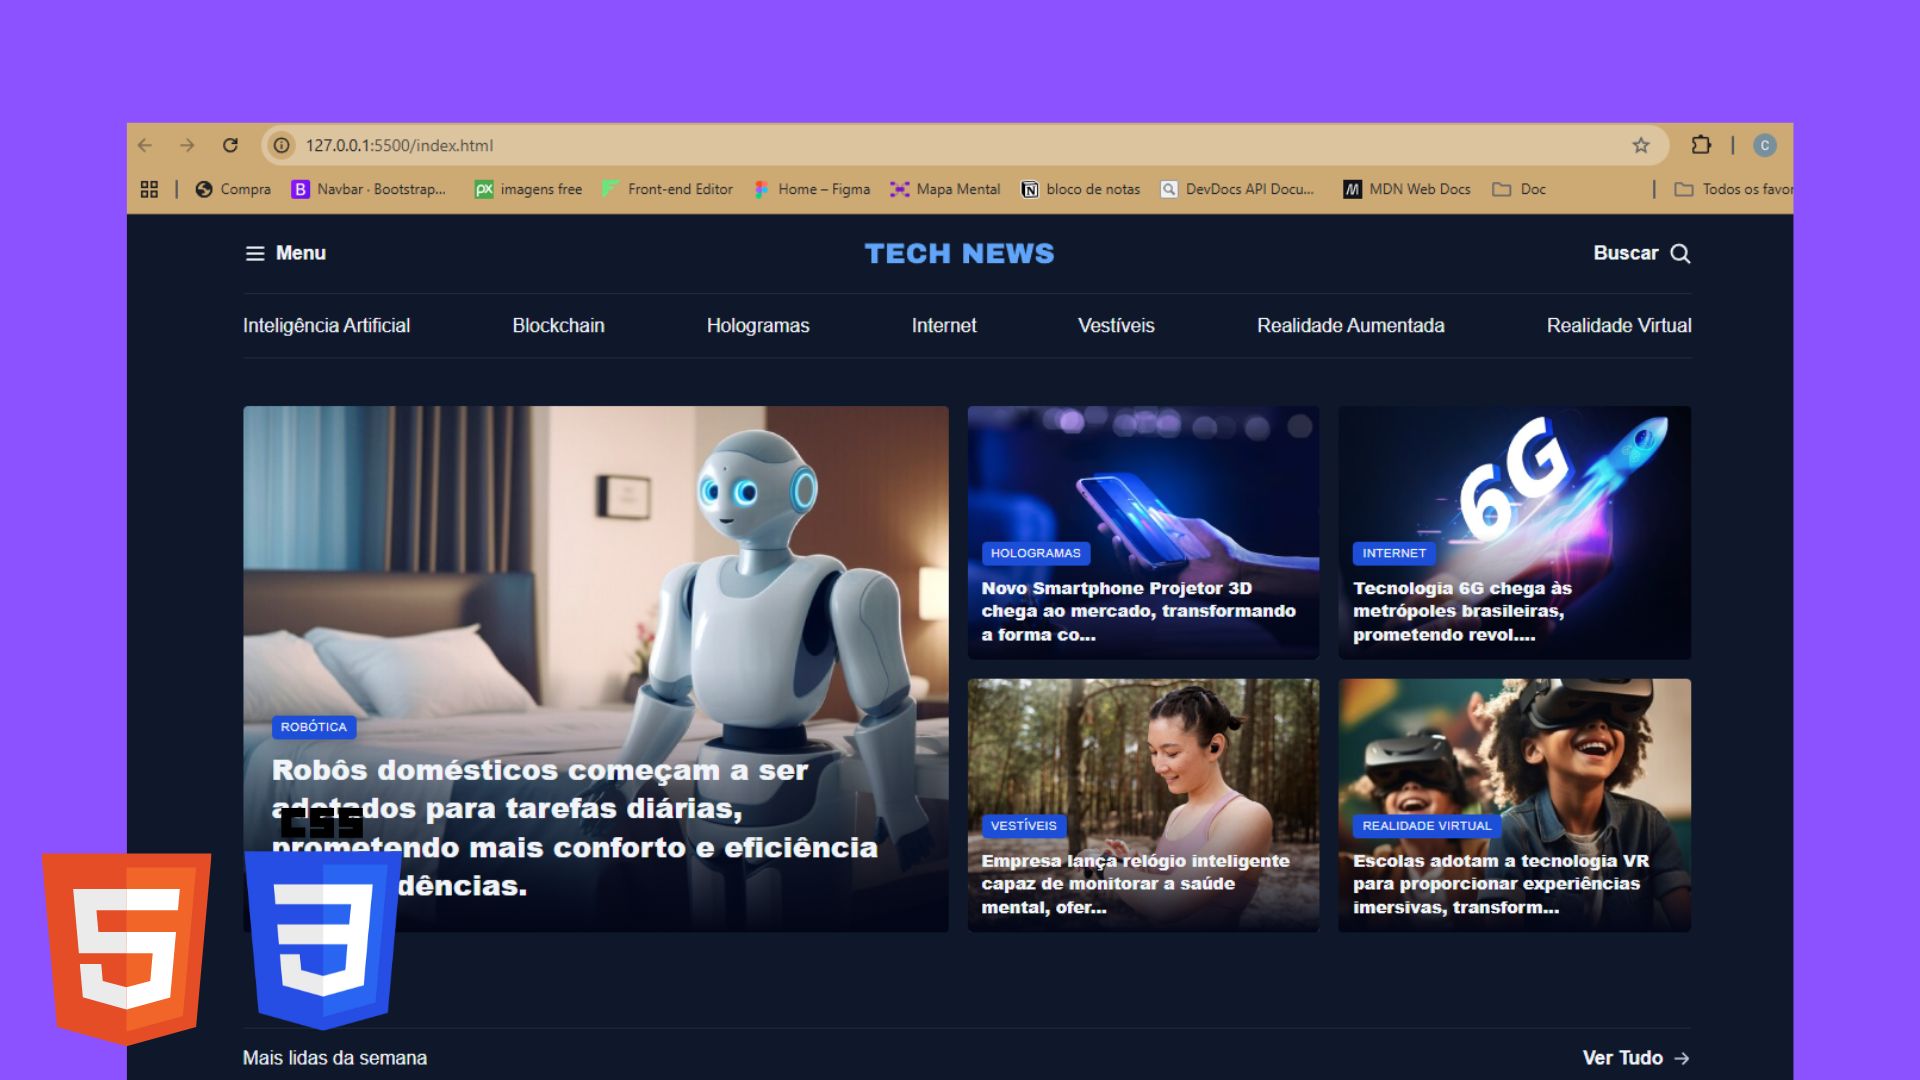 127.0.0.1:5500/index.html
C
Compra
B
Navbar · Bootstrap...
px
imagens free
Front-end Editor
Home – Figma
Mapa Mental
N
bloco de notas
DevDocs API Docu...
M
MDN Web Docs
Doc
Todos os favor
Menu
TECH NEWS
Buscar
Inteligência Artificial
Blockchain
Hologramas
Internet
Vestíveis
Realidade Aumentada
Realidade Virtual
ROBÓTICA
Robôs domésticos começam a ser
adotados para tarefas diárias,
prometendo mais conforto e eficiência
dências.
HOLOGRAMAS
Novo Smartphone Projetor 3D
chega ao mercado, transformando
a forma co...
6G
INTERNET
Tecnologia 6G chega às
metrópoles brasileiras,
prometendo revol....
VESTÍVEIS
Empresa lança relógio inteligente
capaz de monitorar a saúde
mental, ofer...
REALIDADE VIRTUAL
Escolas adotam a tecnologia VR
para proporcionar experiências
imersivas, transform...
CSS
5
3
Mais lidas da semana
Ver Tudo →